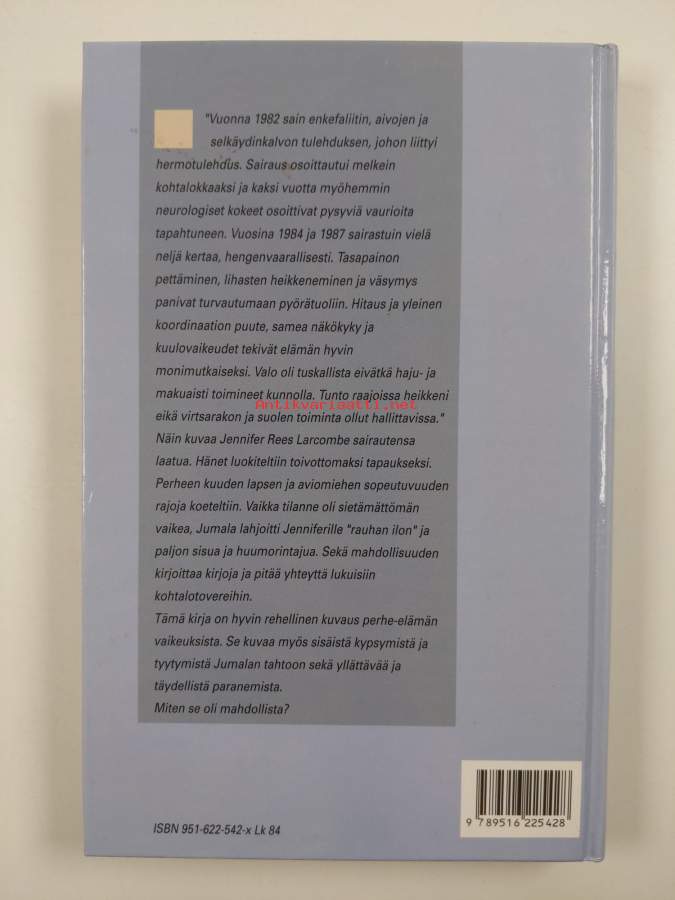 "Vuonna 1982 sain enkefaliitin, aivojen ja
selkäydinkalvon tulehduksen, johon liittyi
hermotulehdus. Sairaus osoittautui melkein
kohtalokkaaksi ja kaksi vuotta myöhemmin
neurologiset kokeet osoittivat pysyviä vaurioita
tapahtuneen. Vuosina 1984 ja 1987 sairastuin vielä
neljä kertaa, hengenvaarallisesti. Tasapainon
pettäminen, lihasten heikkeneminen ja väsymys
panivat turvautumaan pyörätuoliin. Hitaus ja yleinen
koordinaation puute, samea näkökyky ja
kuulovaikeudet tekivät elämän hyvin
monimutkaiseksi. Valo oli tuskallista eivätkä haju- ja
makuaisti toimineet kunnolla. Tunto raajoissa heikkeni
Antikvariaatti.net
eikä virtsarakon ja suolen toiminta ollut hallittavissa."
Näin kuvaa Jennifer Rees Larcombe sairautensa
laatua. Hänet luokiteltiin toivottomaksi tapaukseksi.
Perheen kuuden lapsen ja aviomiehen sopeutuvuuden
rajoja koeteltiin. Vaikka tilanne oli sietämättömän
vaikea, Jumala lahjoitti Jenniferille "rauhan ilon" ja
paljon sisua ja huumorintajua. Sekä mahdollisuuden
kirjoittaa kirjoja ja pitää yhteyttä lukuisiin
kohtalotovereihin.
Tämä kirja on hyvin rehellinen kuvaus perhe-elämän
vaikeuksista. Se kuvaa myös sisäistä kypsymistä ja
tyytymistä Jumalan tahtoon sekä yllättävää ja
täydellistä paranemista.
Miten se oli mahdollista?
ISBN 951-622-542-x Lk 84
9 789516 225428